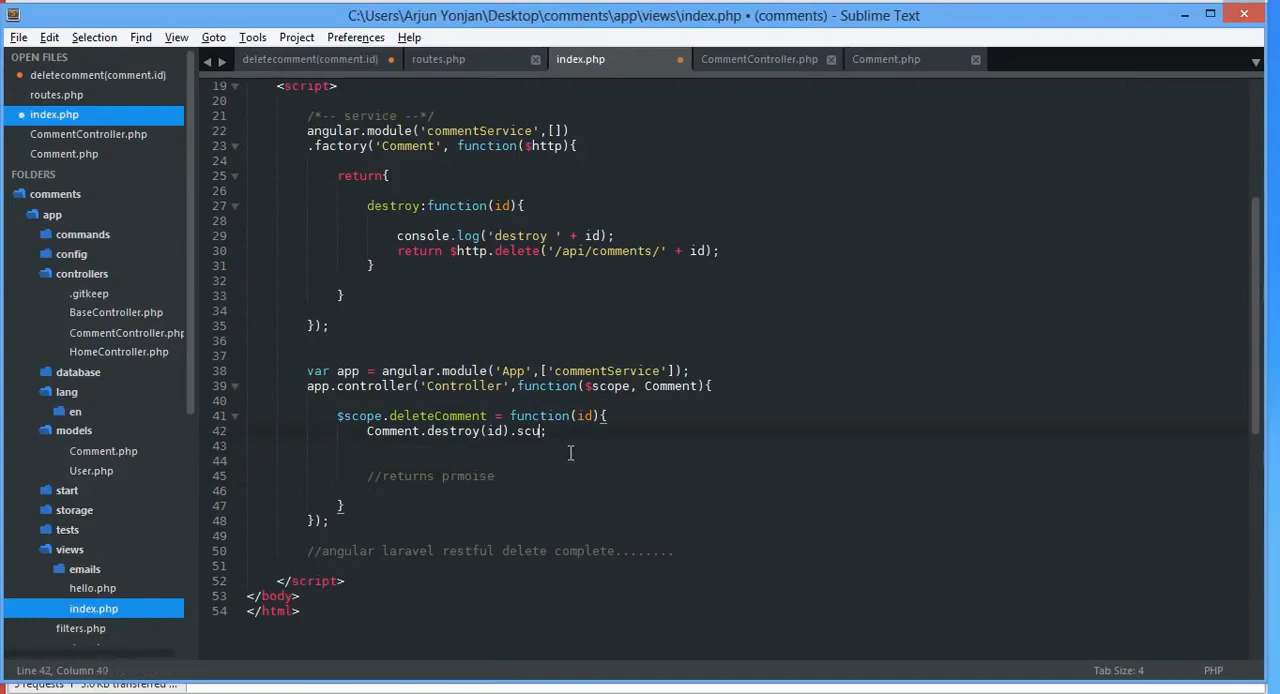 C:\Users\Arjun Yonjan\Desktop\comments\app\views\index.php • (comments) - Sublime Text
File Edit Selection Find View Goto Tools Project Preferences Help
OPEN FILES
deletecomment(comment.id)
routes.php
index.php
CommentController.php
Comment.php
FOLDERS
comments
app
commands
config
controllers
.gitkeep
BaseController.php
CommentController.php
HomeController.php
database
lang
en
models
Comment.php
User.php
start
storage
tests
views
emails
hello.php
index.php
filters.php
deletecomment(comment.id) routes.php index.php CommentController.php Comment.php
19 <script>
20
21 /*-- service --*/
22 angular.module('commentService',[])
23 .factory('Comment', function($http){
24
25 return{
26
27 destroy:function(id){
28
29 console.log('destroy ' + id);
30 return $http.delete('/api/comments/' + id);
31 }
32
33 }
34
35 });
36
37
38 var app = angular.module('App',['commentService']);
39 app.controller('Controller',function($scope, Comment){
40
41 $scope.deleteComment = function(id){
42 Comment.destroy(id).scu;
43
44
45 //returns prmoise
46
47 }
48 });
49
50 //angular laravel restful delete complete........
51
52 </script>
53 </body>
54 </html>
Line 42, Column 49 Tab Size: 4 PHP